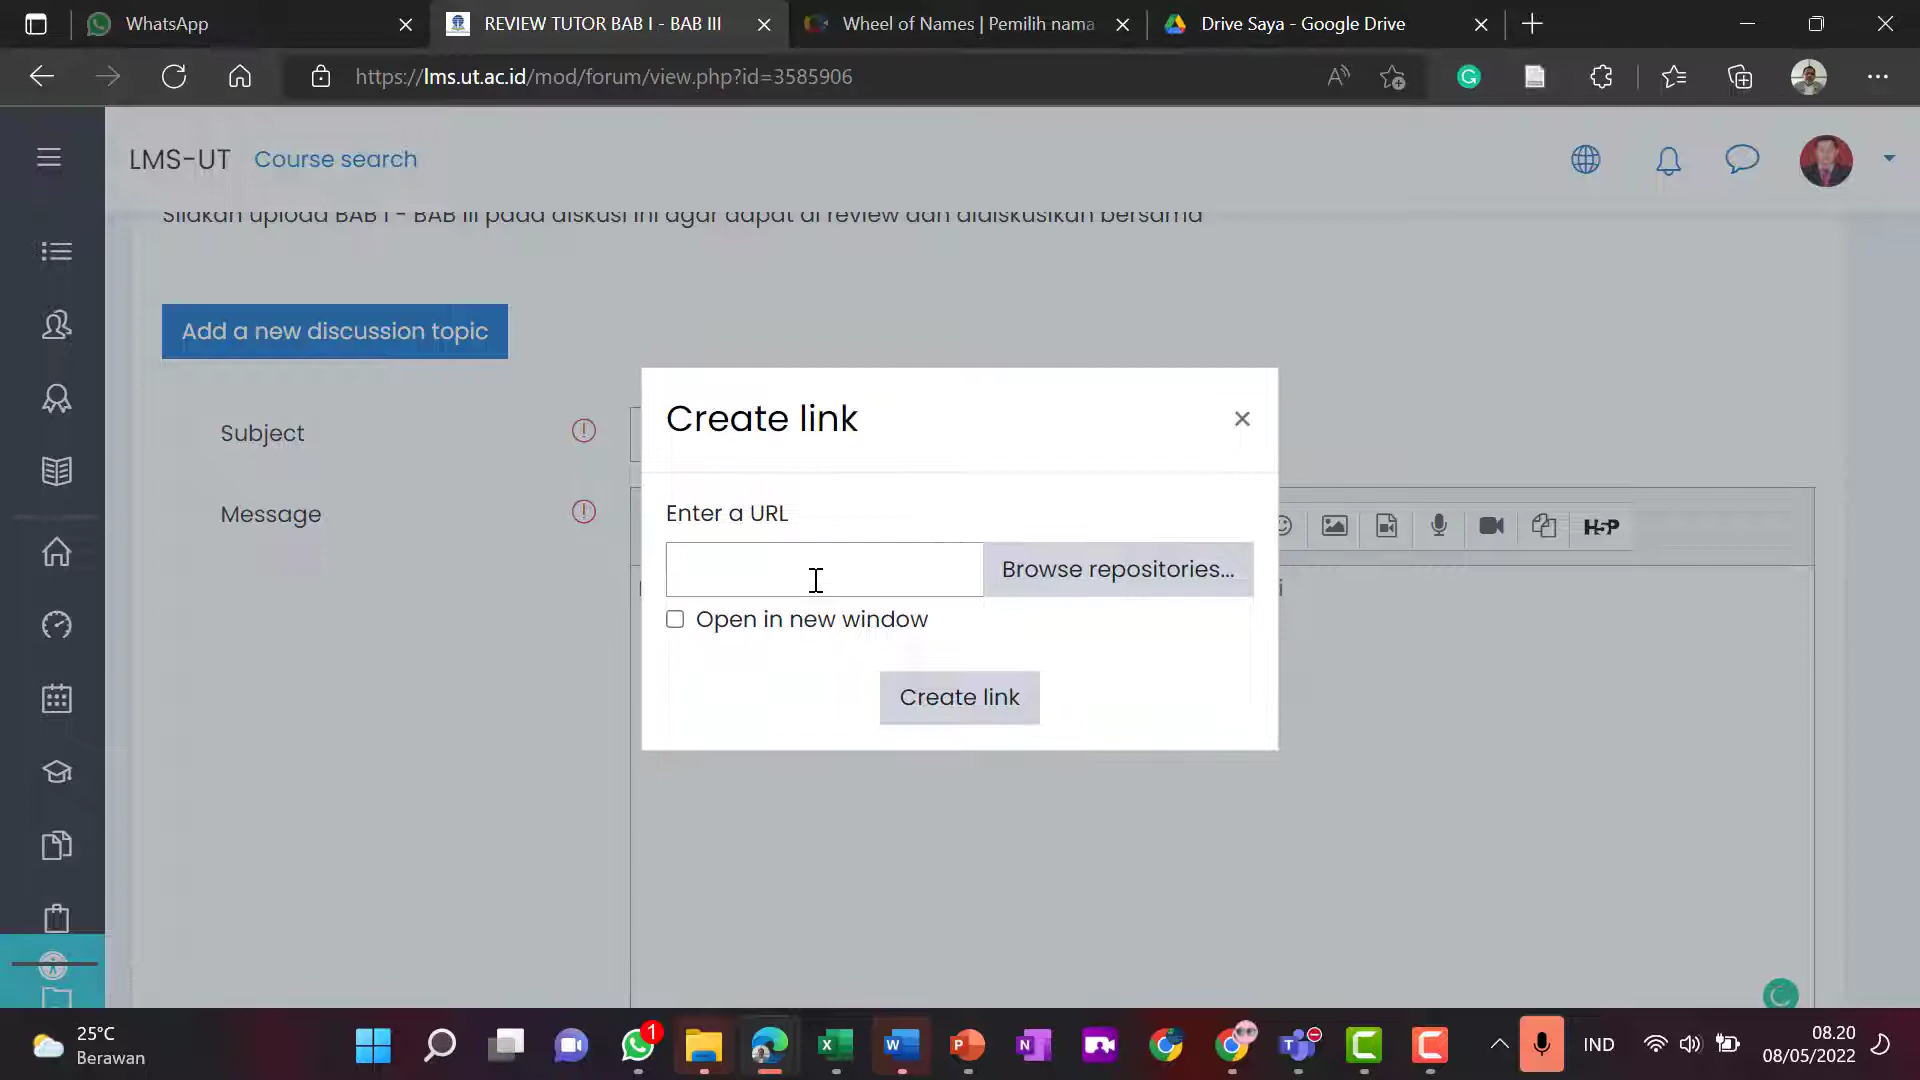 WhatsApp
REVIEW TUTOR BAB I - BAB III
Wheel of Names | Pemilih nama
Drive Saya - Google Drive
https://lms.ut.ac.id/mod/forum/view.php?id=3585906
LMS-UT
Course search
Silakan upload BAB I - BAB III pada diskusi ini agar dapat di review dan didiskusikan bersama
Add a new discussion topic
Subject
Message
H5P
Create link
Enter a URL
Browse repositories...
Open in new window
Create link
25°C
Berawan
1
IND
08.20
08/05/2022